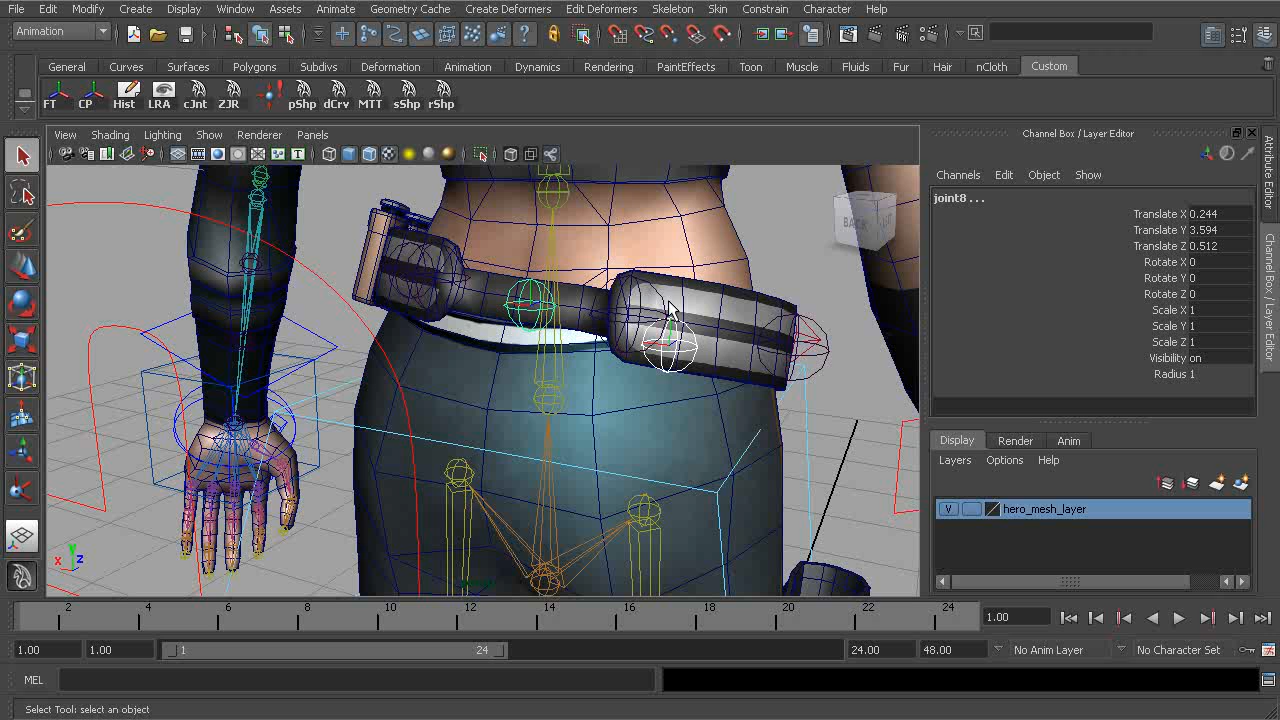 File Edit Modify Create Display Window Assets Animate Geometry Cache Create Deformers Edit Deformers Skeleton Skin Constrain Character Help
Animation
General Curves Surfaces Polygons Subdivs Deformation Animation Dynamics Rendering PaintEffects Toon Muscle Fluids Fur Hair nCloth Custom
FT CP Hist LRA cJnt ZJR pShp dCrv MTT sShp rShp
View Shading Lighting Show Renderer Panels
Channel Box / Layer Editor
Channels Edit Object Show
joint8...
Translate X 0.244
Translate Y 3.594
Translate Z 0.512
Rotate X 0
Rotate Y 0
Rotate Z 0
Scale X 1
Scale Y 1
Scale Z 1
Visibility on
Radius 1
Attribute Editor
Channel Box / Layer Editor
BACK
Display Render Anim
Layers Options Help
V hero_mesh_layer
x y z
2 4 6 8 10 12 14 16 18 20 22 24
1.00
1.00 1.00 1 24 24.00 48.00 No Anim Layer No Character Set
MEL
Select Tool: select an object